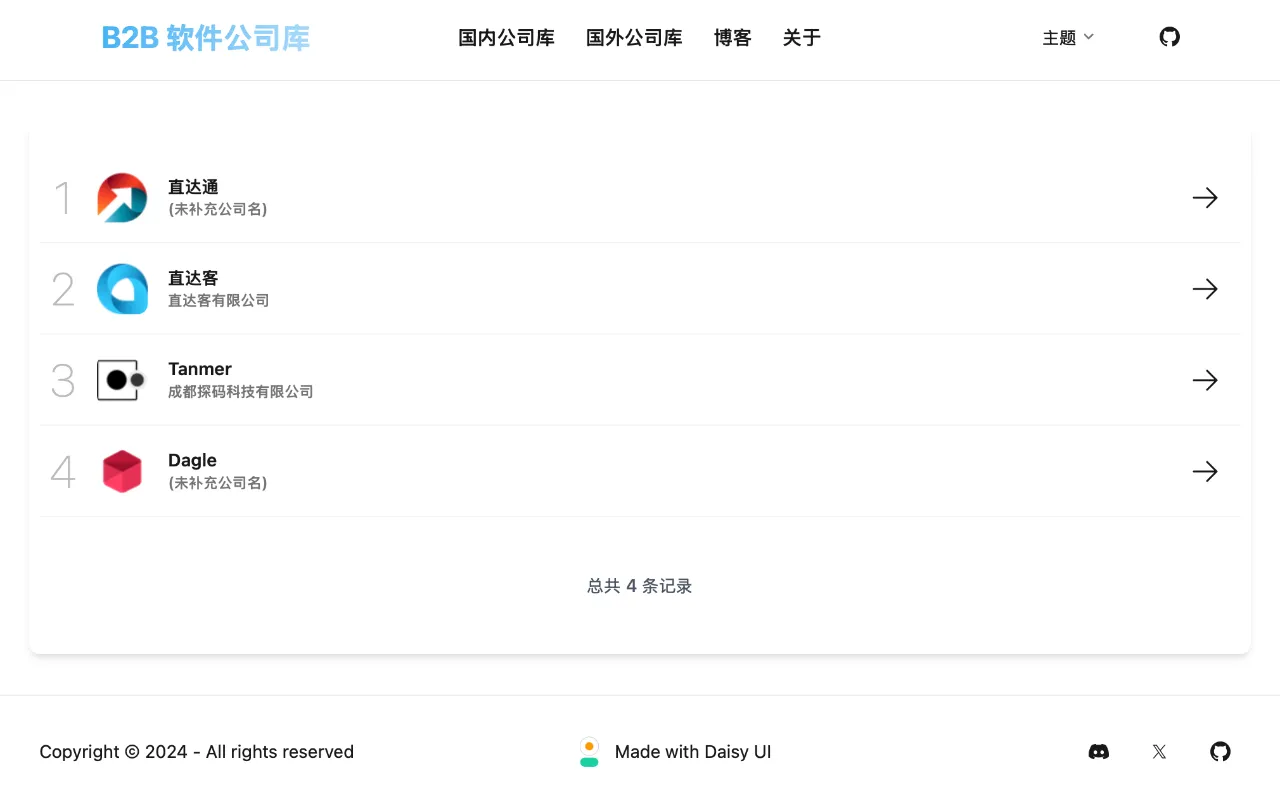 B2B 软件公司库
国内公司库 国外公司库 博客 关于
主题
1
直达通
(未补充公司名)
2
直达客
直达客有限公司
3
Tanmer
成都探码科技有限公司
4
Dagle
(未补充公司名)
总共 4 条记录
Copyright © 2024 - All rights reserved
Made with Daisy UI